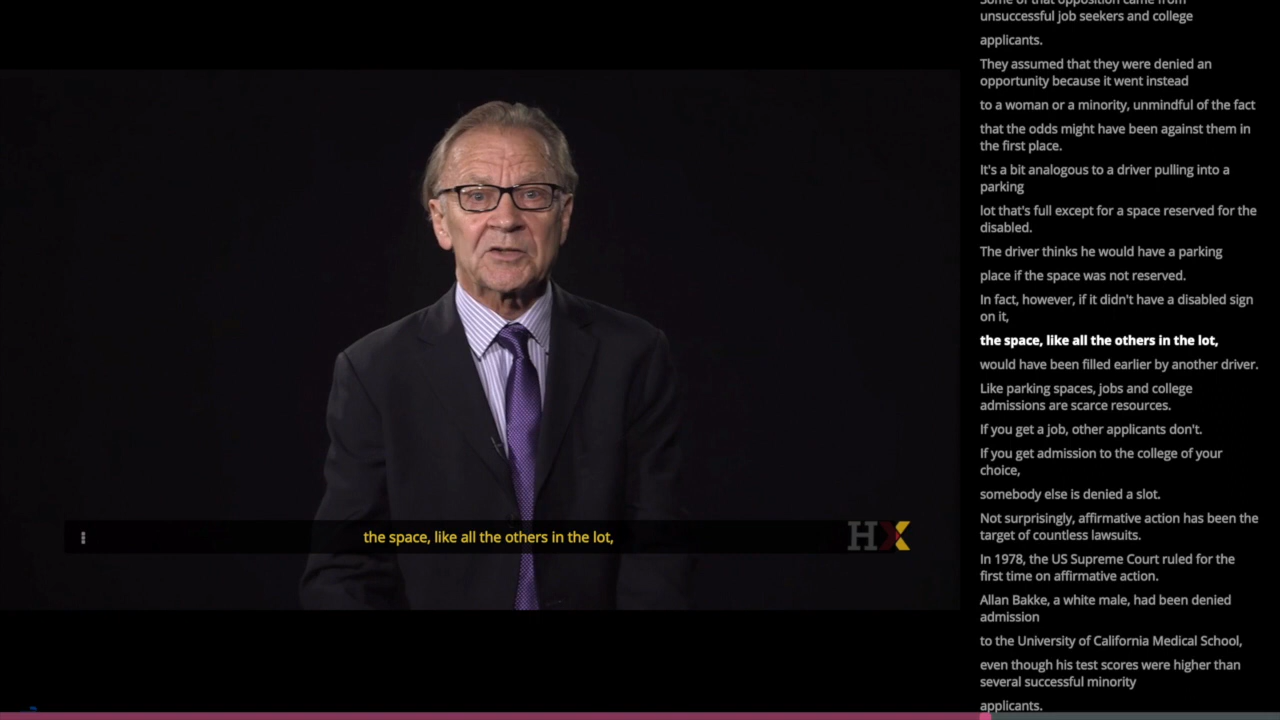 Some of that opposition came from
unsuccessful job seekers and college
applicants.
They assumed that they were denied an
opportunity because it went instead
to a woman or a minority, unmindful of the fact
that the odds might have been against them in
the first place.
It's a bit analogous to a driver pulling into a
parking
lot that's full except for a space reserved for the
disabled.
The driver thinks he would have a parking
place if the space was not reserved.
In fact, however, if it didn't have a disabled sign
on it,
the space, like all the others in the lot,
would have been filled earlier by another driver.
Like parking spaces, jobs and college
admissions are scarce resources.
If you get a job, other applicants don't.
If you get admission to the college of your
choice,
somebody else is denied a slot.
Not surprisingly, affirmative action has been the
target of countless lawsuits.
In 1978, the US Supreme Court ruled for the
first time on affirmative action.
Allan Bakke, a white male, had been denied
admission
to the University of California Medical School,
even though his test scores were higher than
several successful minority
applicants.
the space, like all the others in the lot,
HX